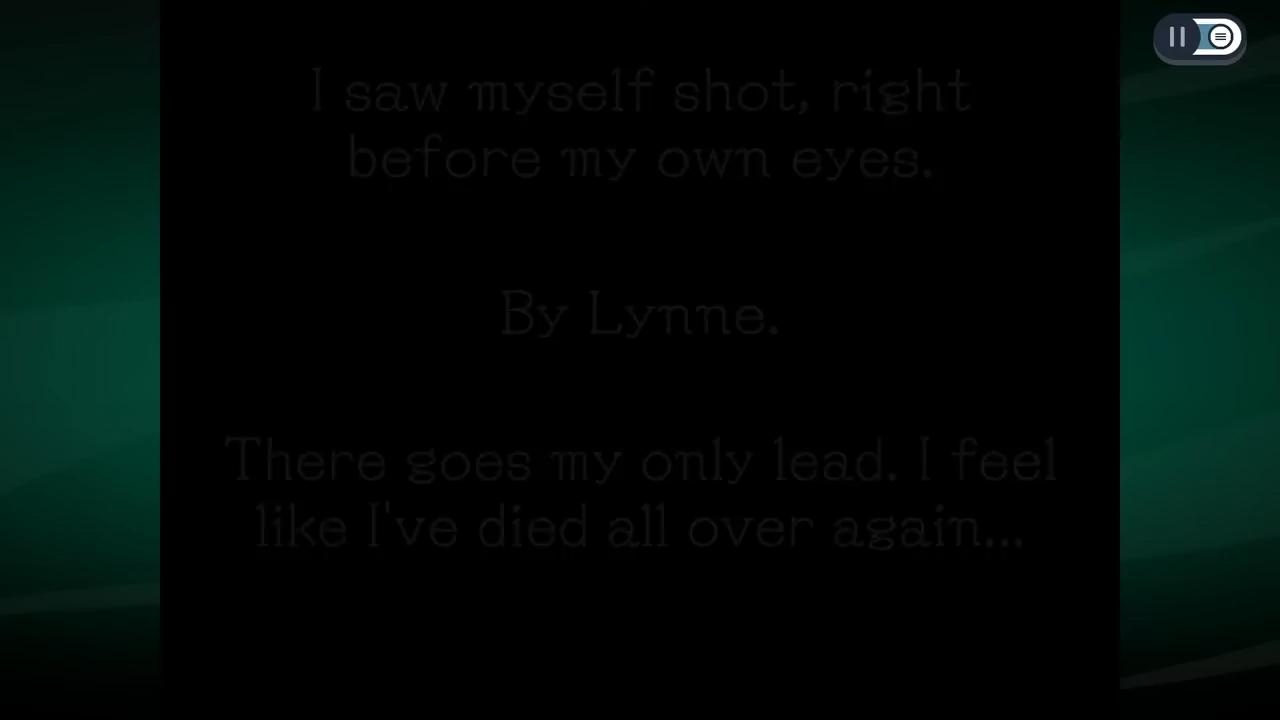 I saw myself shot, right
before my own eyes.
By Lynne.
There goes my only lead. I feel
like I've died all over again...